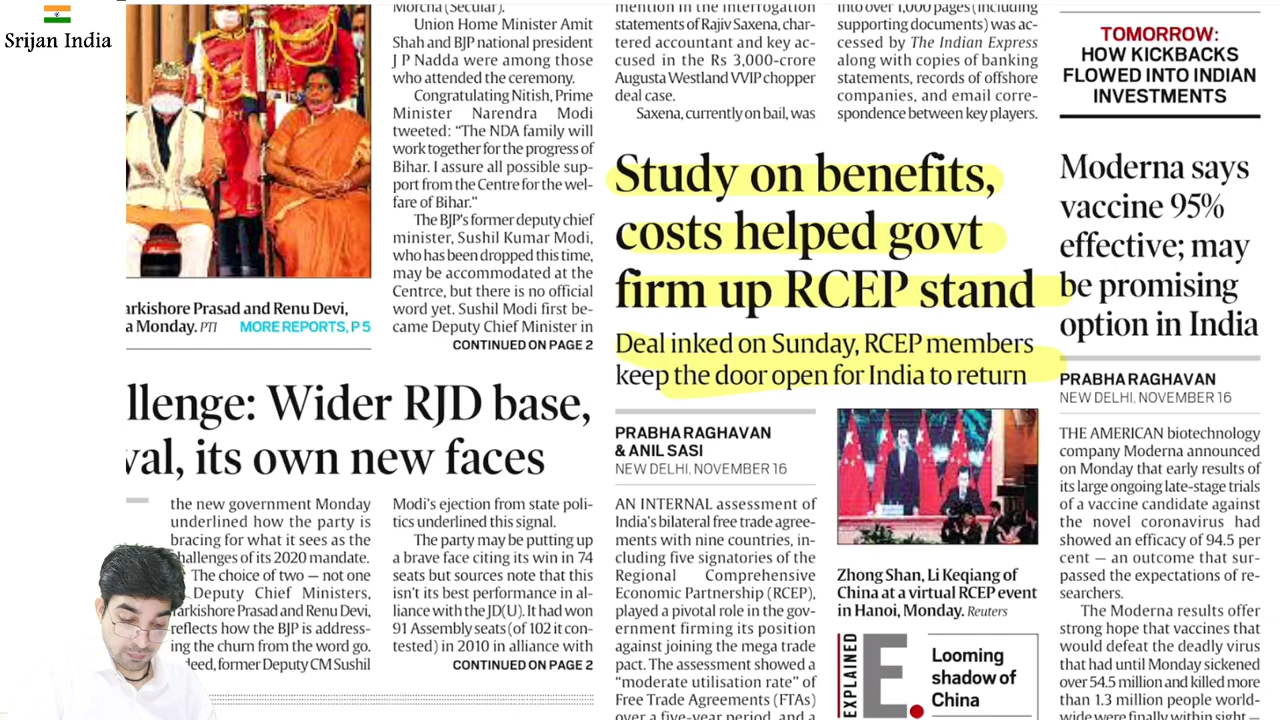 Srijan India
Morcha (Secular).
Union Home Minister Amit
Shah and BJP national president
J P Nadda were among those
who attended the ceremony.
Congratulating Nitish, Prime
Minister Narendra Modi
tweeted: “The NDA family will
work together for the progress of
Bihar. I assure all possible sup-
port from the Centre for the wel-
fare of Bihar.”
The BJP's former deputy chief
minister, Sushil Kumar Modi,
who has been dropped this time,
may be accommodated at the
Centrce, but there is no official
word yet. Sushil Modi first be-
came Deputy Chief Minister in
CONTINUED ON PAGE 2
arkishore Prasad and Renu Devi,
a Monday. PTI MORE REPORTS, P 5
llenge: Wider RJD base,
val, its own new faces
the new government Monday
underlined how the party is
bracing for what it sees as the
challenges of its 2020 mandate.
The choice of two — not one
Deputy Chief Ministers,
Tarkishore Prasad and Renu Devi,
reflects how the BJP is address-
ing the churn from the word go.
deed, former Deputy CM Sushil
Modi's ejection from state poli-
tics underlined this signal.
The party may be putting up
a brave face citing its win in 74
seats but sources note that this
isn't its best performance in al-
liance with the JD(U). It had won
91 Assembly seats (of 102 it con-
tested) in 2010 in alliance with
CONTINUED ON PAGE 2
mention in the interrogation
statements of Rajiv Saxena, char-
tered accountant and key ac-
cused in the Rs 3,000-crore
Augusta Westland VVIP chopper
deal case.
Saxena, currently on bail, was
into over 1,000 pages (including
supporting documents) was ac-
cessed by The Indian Express
along with copies of banking
statements, records of offshore
companies, and email corre-
spondence between key players.
Study on benefits,
costs helped govt
firm up RCEP stand
Deal inked on Sunday, RCEP members
keep the door open for India to return
PRABHA RAGHAVAN
& ANIL SASI
NEW DELHI, NOVEMBER 16
AN INTERNAL assessment of
India's bilateral free trade agree-
ments with nine countries, in-
cluding five signatories of the
Regional Comprehensive
Economic Partnership (RCEP),
played a pivotal role in the gov-
ernment firming its position
against joining the mega trade
pact. The assessment showed a
“moderate utilisation rate” of
Free Trade Agreements (FTAs)
over a five-year period, and a
Zhong Shan, Li Keqiang of
China at a virtual RCEP event
in Hanoi, Monday. Reuters
EXPLAINED
E.
Looming
shadow of
China
TOMORROW:
HOW KICKBACKS
FLOWED INTO INDIAN
INVESTMENTS
Moderna says
vaccine 95%
effective; may
be promising
option in India
PRABHA RAGHAVAN
NEW DELHI, NOVEMBER 16
THE AMERICAN biotechnology
company Moderna announced
on Monday that early results of
its large ongoing late-stage trials
of a vaccine candidate against
the novel coronavirus had
showed an efficacy of 94.5 per
cent — an outcome that sur-
passed the expectations of re-
searchers.
The Moderna results offer
strong hope that vaccines that
would defeat the deadly virus
that had until Monday sickened
over 54.5 million and killed more
than 1.3 million people world-
wide were finally within sight —